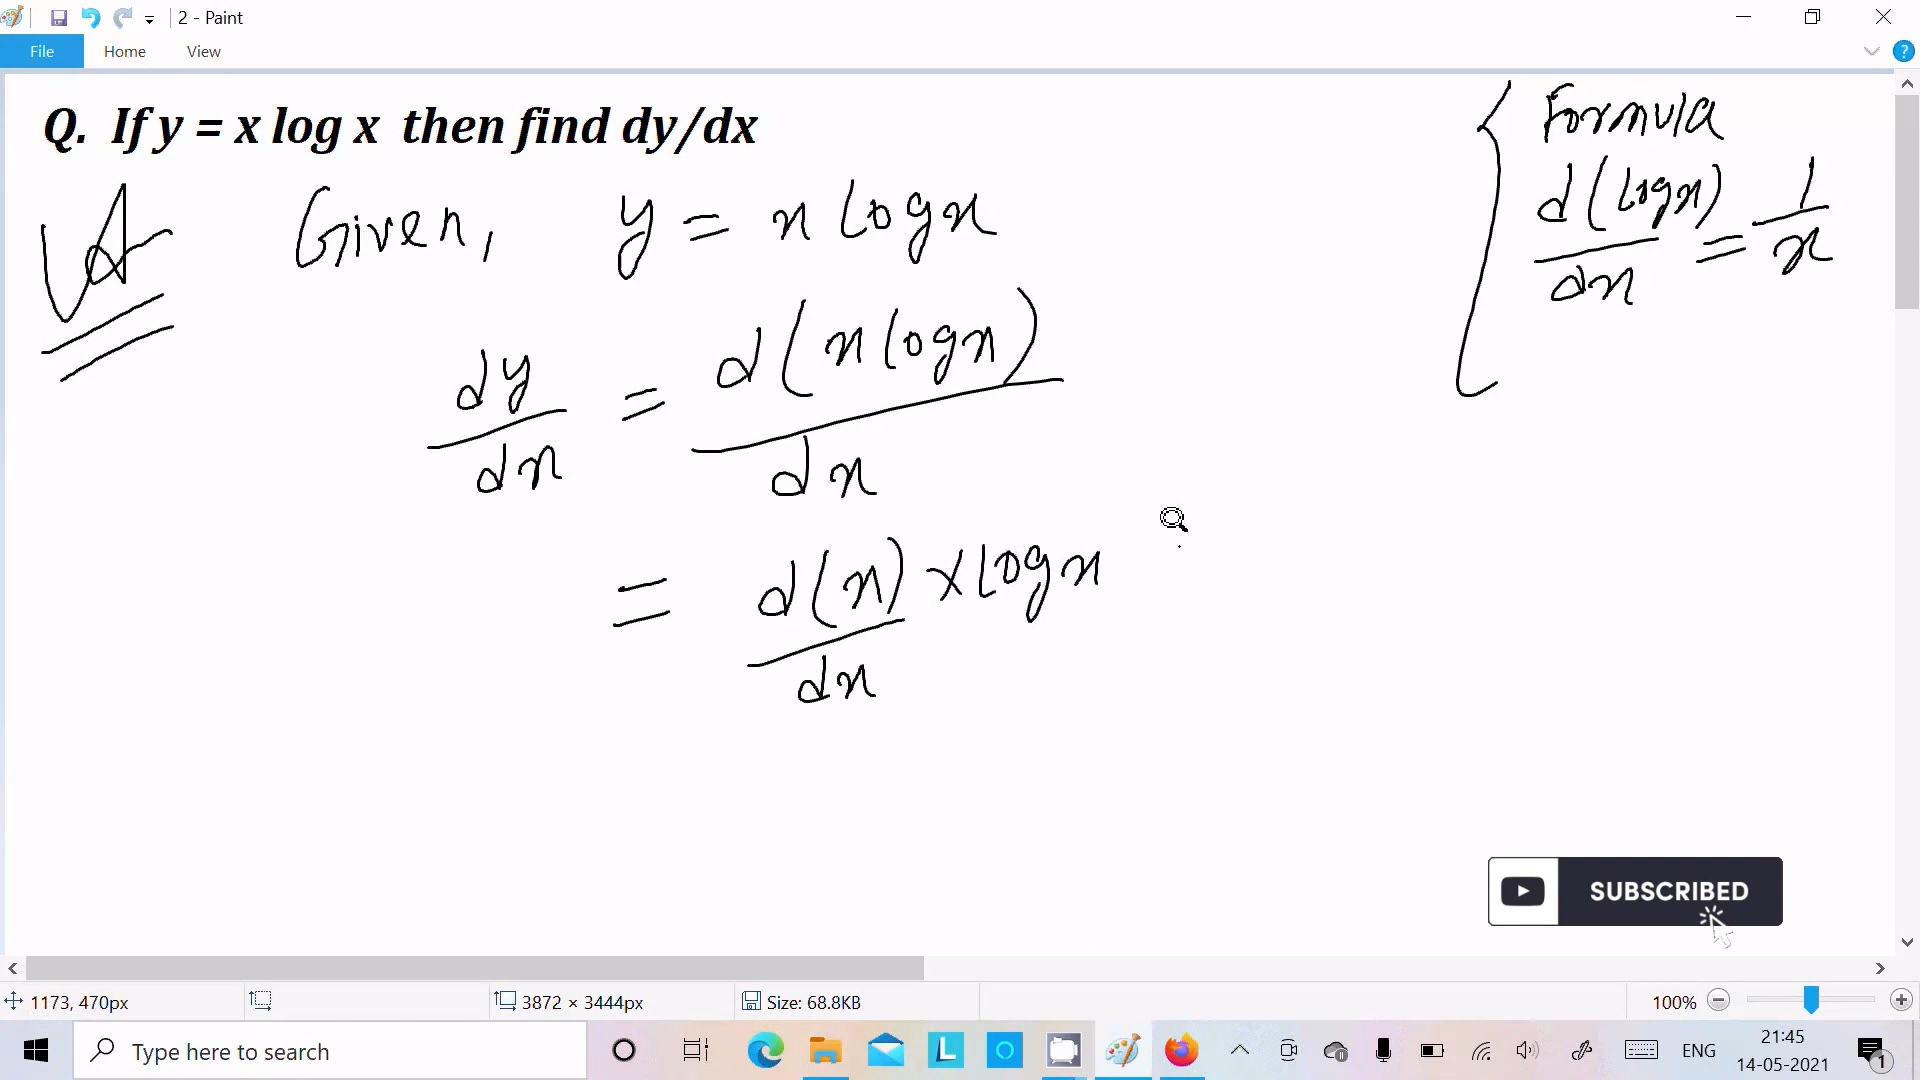 2 - Paint
File Home View
Q. If y = x log x then find dy/dx
Formula
d(logx)/dx = 1/x
Given, y = x logx
dy/dx = d(x logx)/dx
= d(x)/dx × logx
SUBSCRIBED
1173, 470px 3872 × 3444px Size: 68.8KB 100%
Type here to search
ENG
21:45
14-05-2021
1